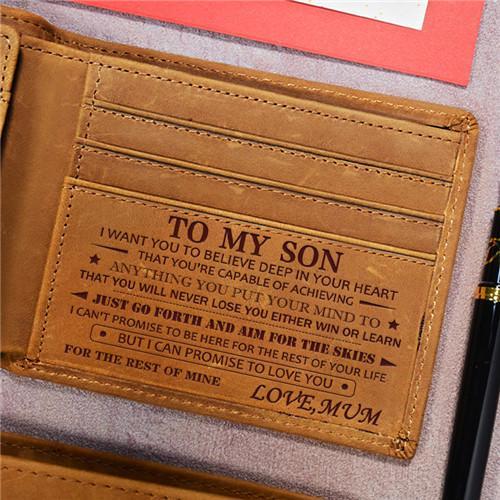 TO MY SON
I WANT YOU TO BELIEVE DEEP IN YOUR HEART
THAT YOU'RE CAPABLE OF ACHIEVING
ANYTHING YOU PUT YOUR MIND TO
THAT YOU WILL NEVER LOSE YOU EITHER WIN OR LEARN
JUST GO FORTH AND AIM FOR THE SKIES
I CAN'T PROMISE TO BE HERE FOR THE REST OF YOUR LIFE
BUT I CAN PROMISE TO LOVE YOU
FOR THE REST OF MINE
LOVE,MUM